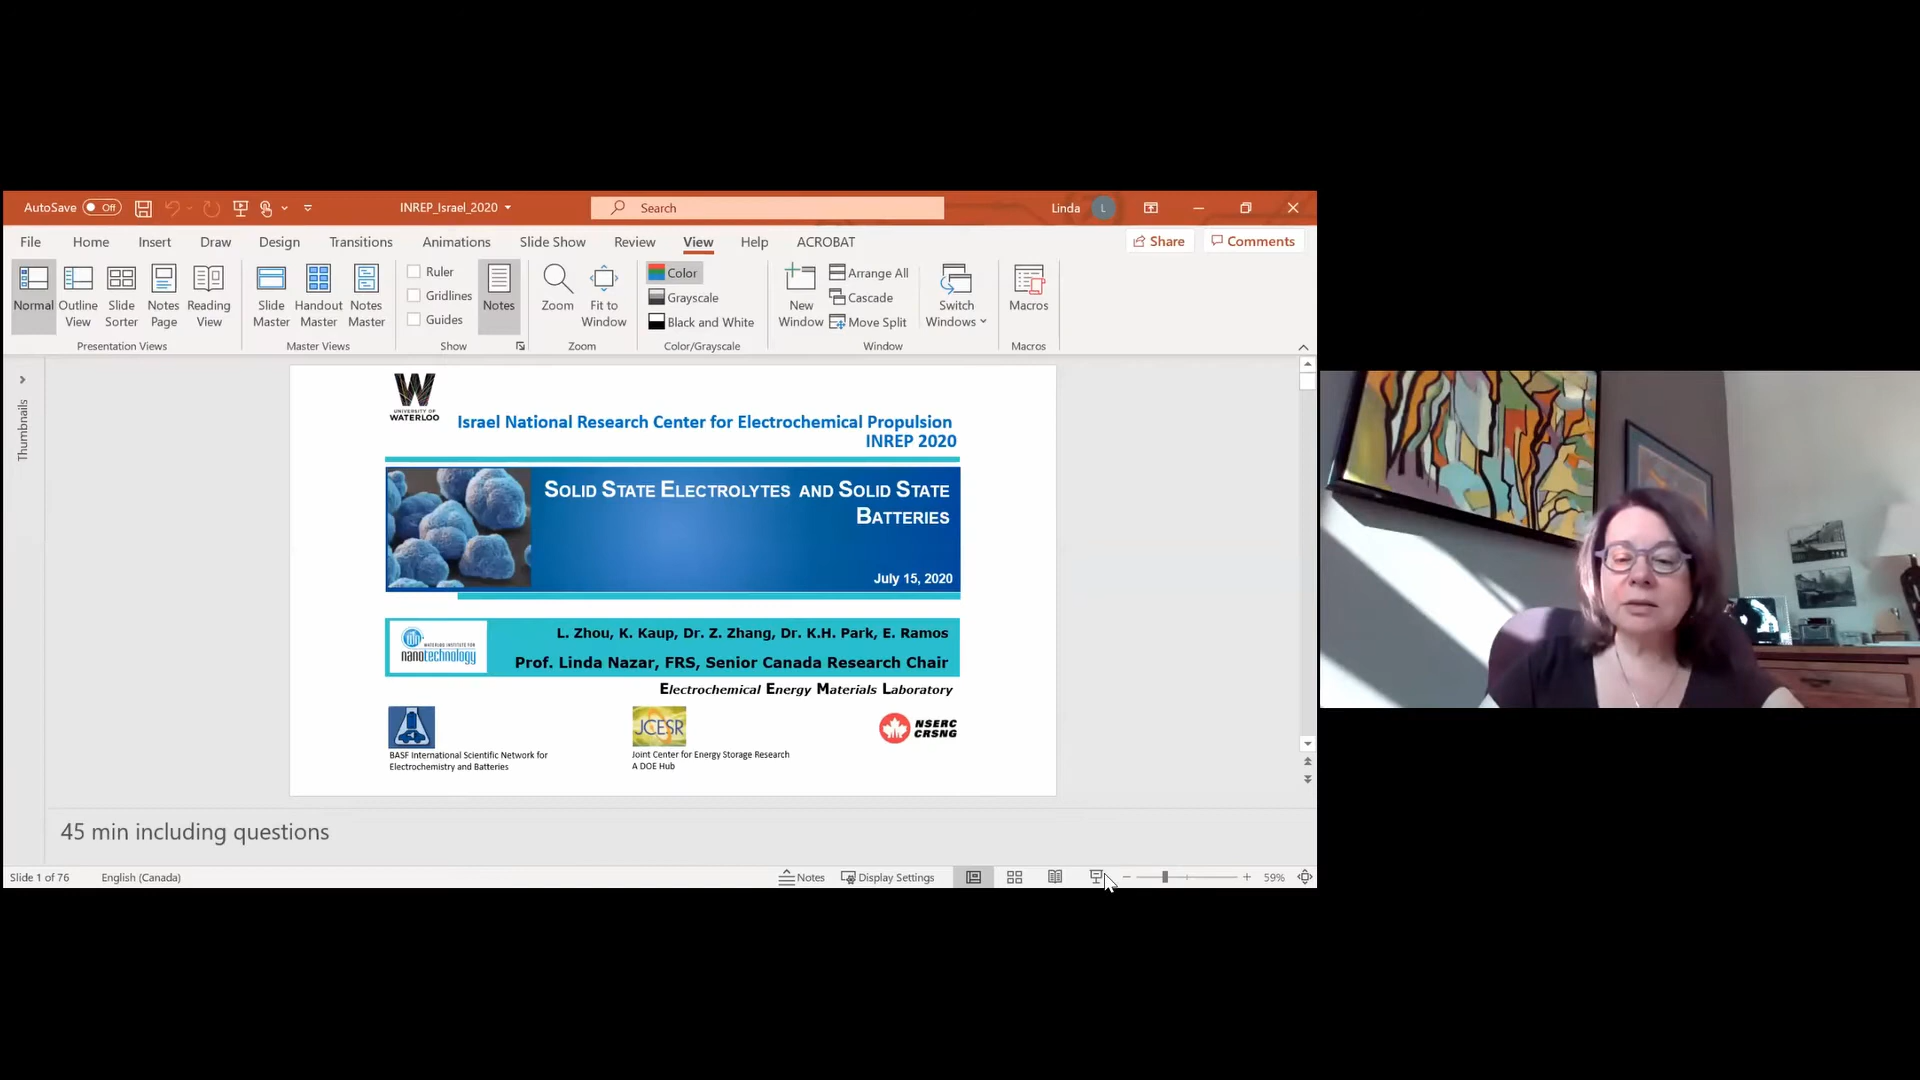 AutoSave Off INREP_Israel_2020 Search Linda L
File Home Insert Draw Design Transitions Animations Slide Show Review View Help ACROBAT Share Comments
Normal
Outline
View
Slide
Sorter
Notes
Page
Reading
View
Presentation Views
Slide
Master
Handout
Master
Notes
Master
Master Views
Ruler
Gridlines
Guides
Notes
Show
Zoom
Fit to
Window
Zoom
Color
Grayscale
Black and White
Color/Grayscale
New
Window
Arrange All
Cascade
Move Split
Switch
Windows
Window
Macros
Macros
Thumbnails
W
UNIVERSITY OF
WATERLOO
Israel National Research Center for Electrochemical Propulsion
INREP 2020
SOLID STATE ELECTROLYTES AND SOLID STATE
BATTERIES
July 15, 2020
WATERLOO INSTITUTE FOR
nanotechnology
L. Zhou, K. Kaup, Dr. Z. Zhang, Dr. K.H. Park, E. Ramos
Prof. Linda Nazar, FRS, Senior Canada Research Chair
Electrochemical Energy Materials Laboratory
BASF International Scientific Network for
Electrochemistry and Batteries
JCESR
Joint Center for Energy Storage Research
A DOE Hub
NSERC
CRSNG
45 min including questions
Slide 1 of 76 English (Canada) Notes Display Settings 59%